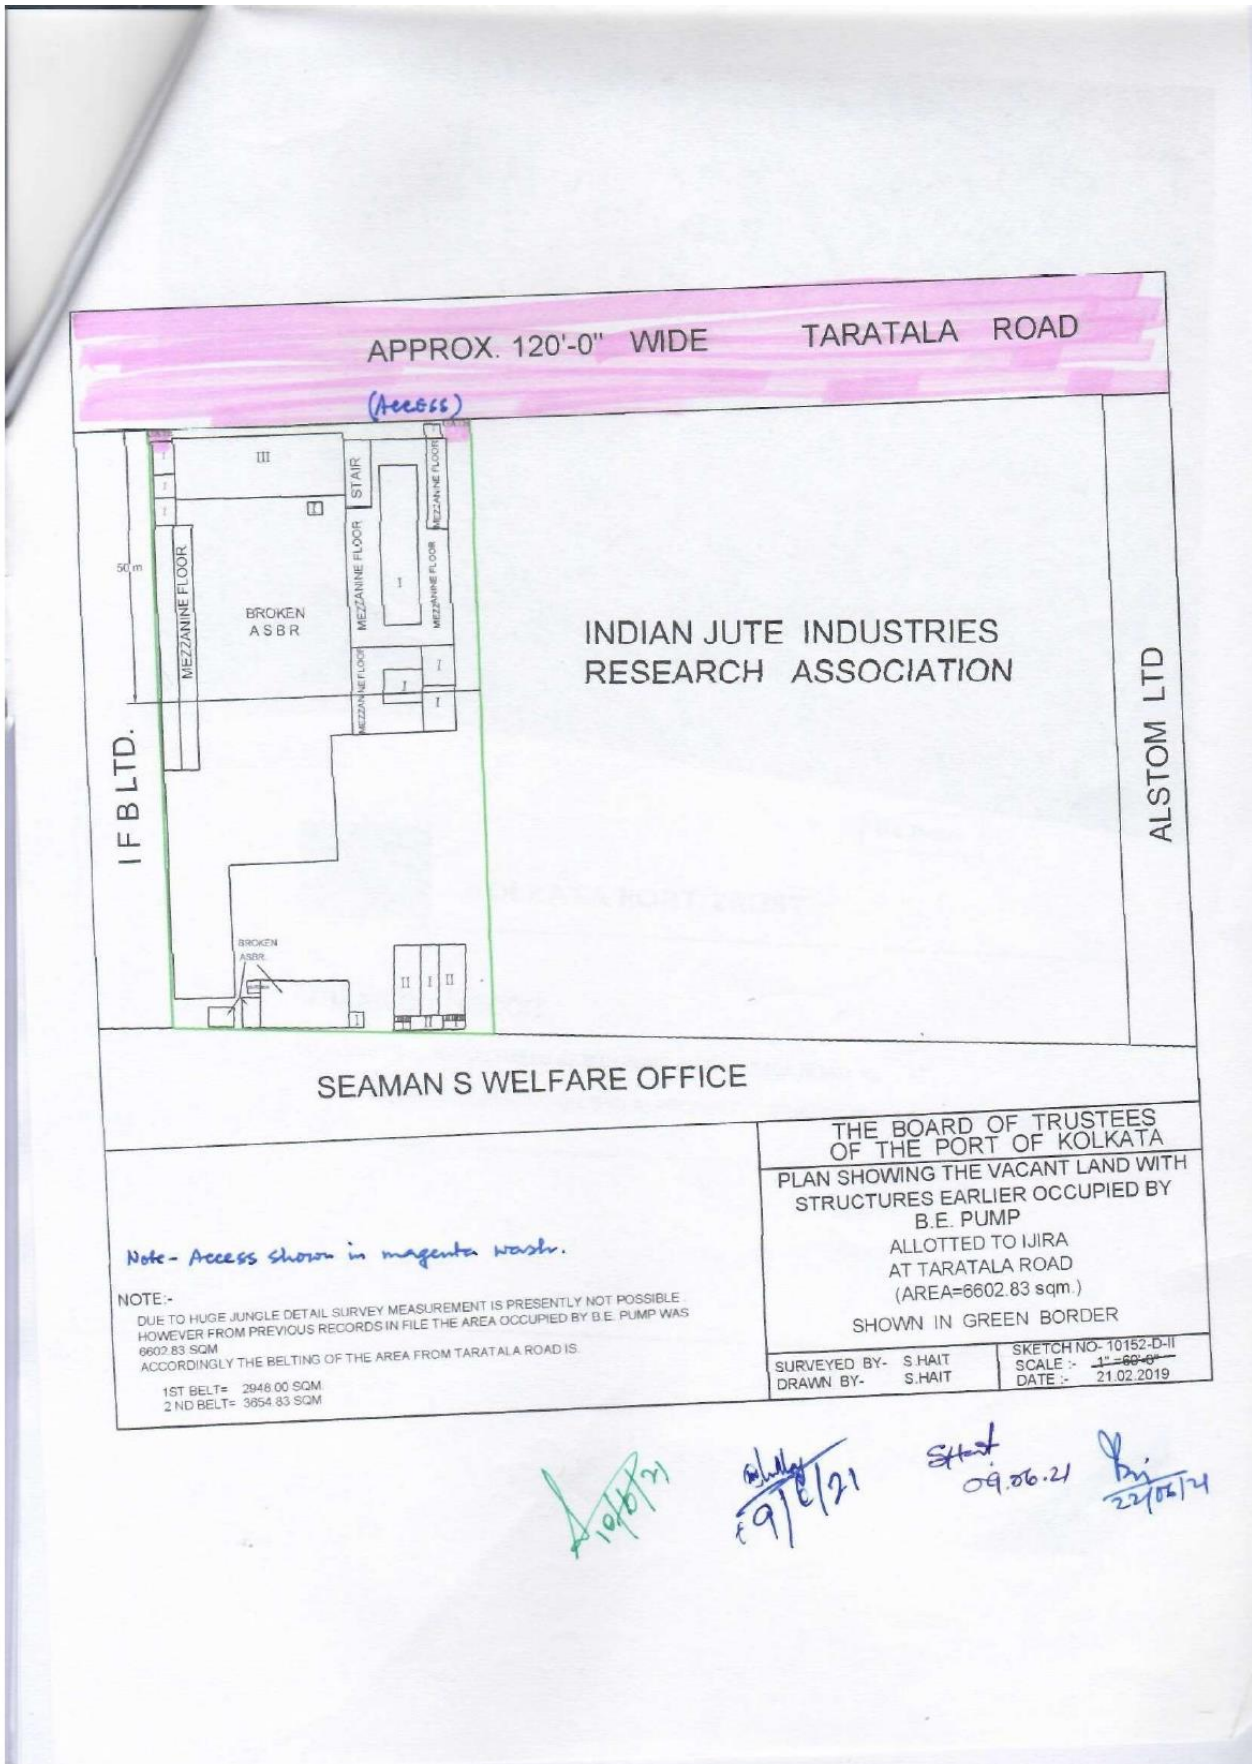 APPROX. 120'-0" WIDE TARATALA ROAD
(Access)
I
III
STAIR
MEZZANINE FLOOR
I
I
I
50 m
MEZZANINE FLOOR
BROKEN
ASBR
MEZZANINE FLOOR
I
MEZZANINE FLOOR
MEZZANINE FLOOR
I
I
I
INDIAN JUTE INDUSTRIES
RESEARCH ASSOCIATION
I F B LTD.
ALSTOM LTD
BROKEN
ASBR
II I II
I
II
SEAMAN S WELFARE OFFICE
THE BOARD OF TRUSTEES
OF THE PORT OF KOLKATA
PLAN SHOWING THE VACANT LAND WITH
STRUCTURES EARLIER OCCUPIED BY
B.E. PUMP
ALLOTTED TO IJIRA
AT TARATALA ROAD
(AREA=6602.83 sqm.)
SHOWN IN GREEN BORDER
SURVEYED BY- S.HAIT
DRAWN BY- S.HAIT
SKETCH NO- 10152-D-II
SCALE :- 1" =60'-0"
DATE :- 21.02.2019
Note - Access shown in magenta wash.
NOTE:-
DUE TO HUGE JUNGLE DETAIL SURVEY MEASUREMENT IS PRESENTLY NOT POSSIBLE
HOWEVER FROM PREVIOUS RECORDS IN FILE THE AREA OCCUPIED BY B.E. PUMP WAS
6602.83 SQM
ACCORDINGLY THE BELTING OF THE AREA FROM TARATALA ROAD IS.
1ST BELT= 2948.00 SQM.
2 ND BELT= 3654.83 SQM
10/6/21
9/6/21
SHait
09.06.21
22/06/21